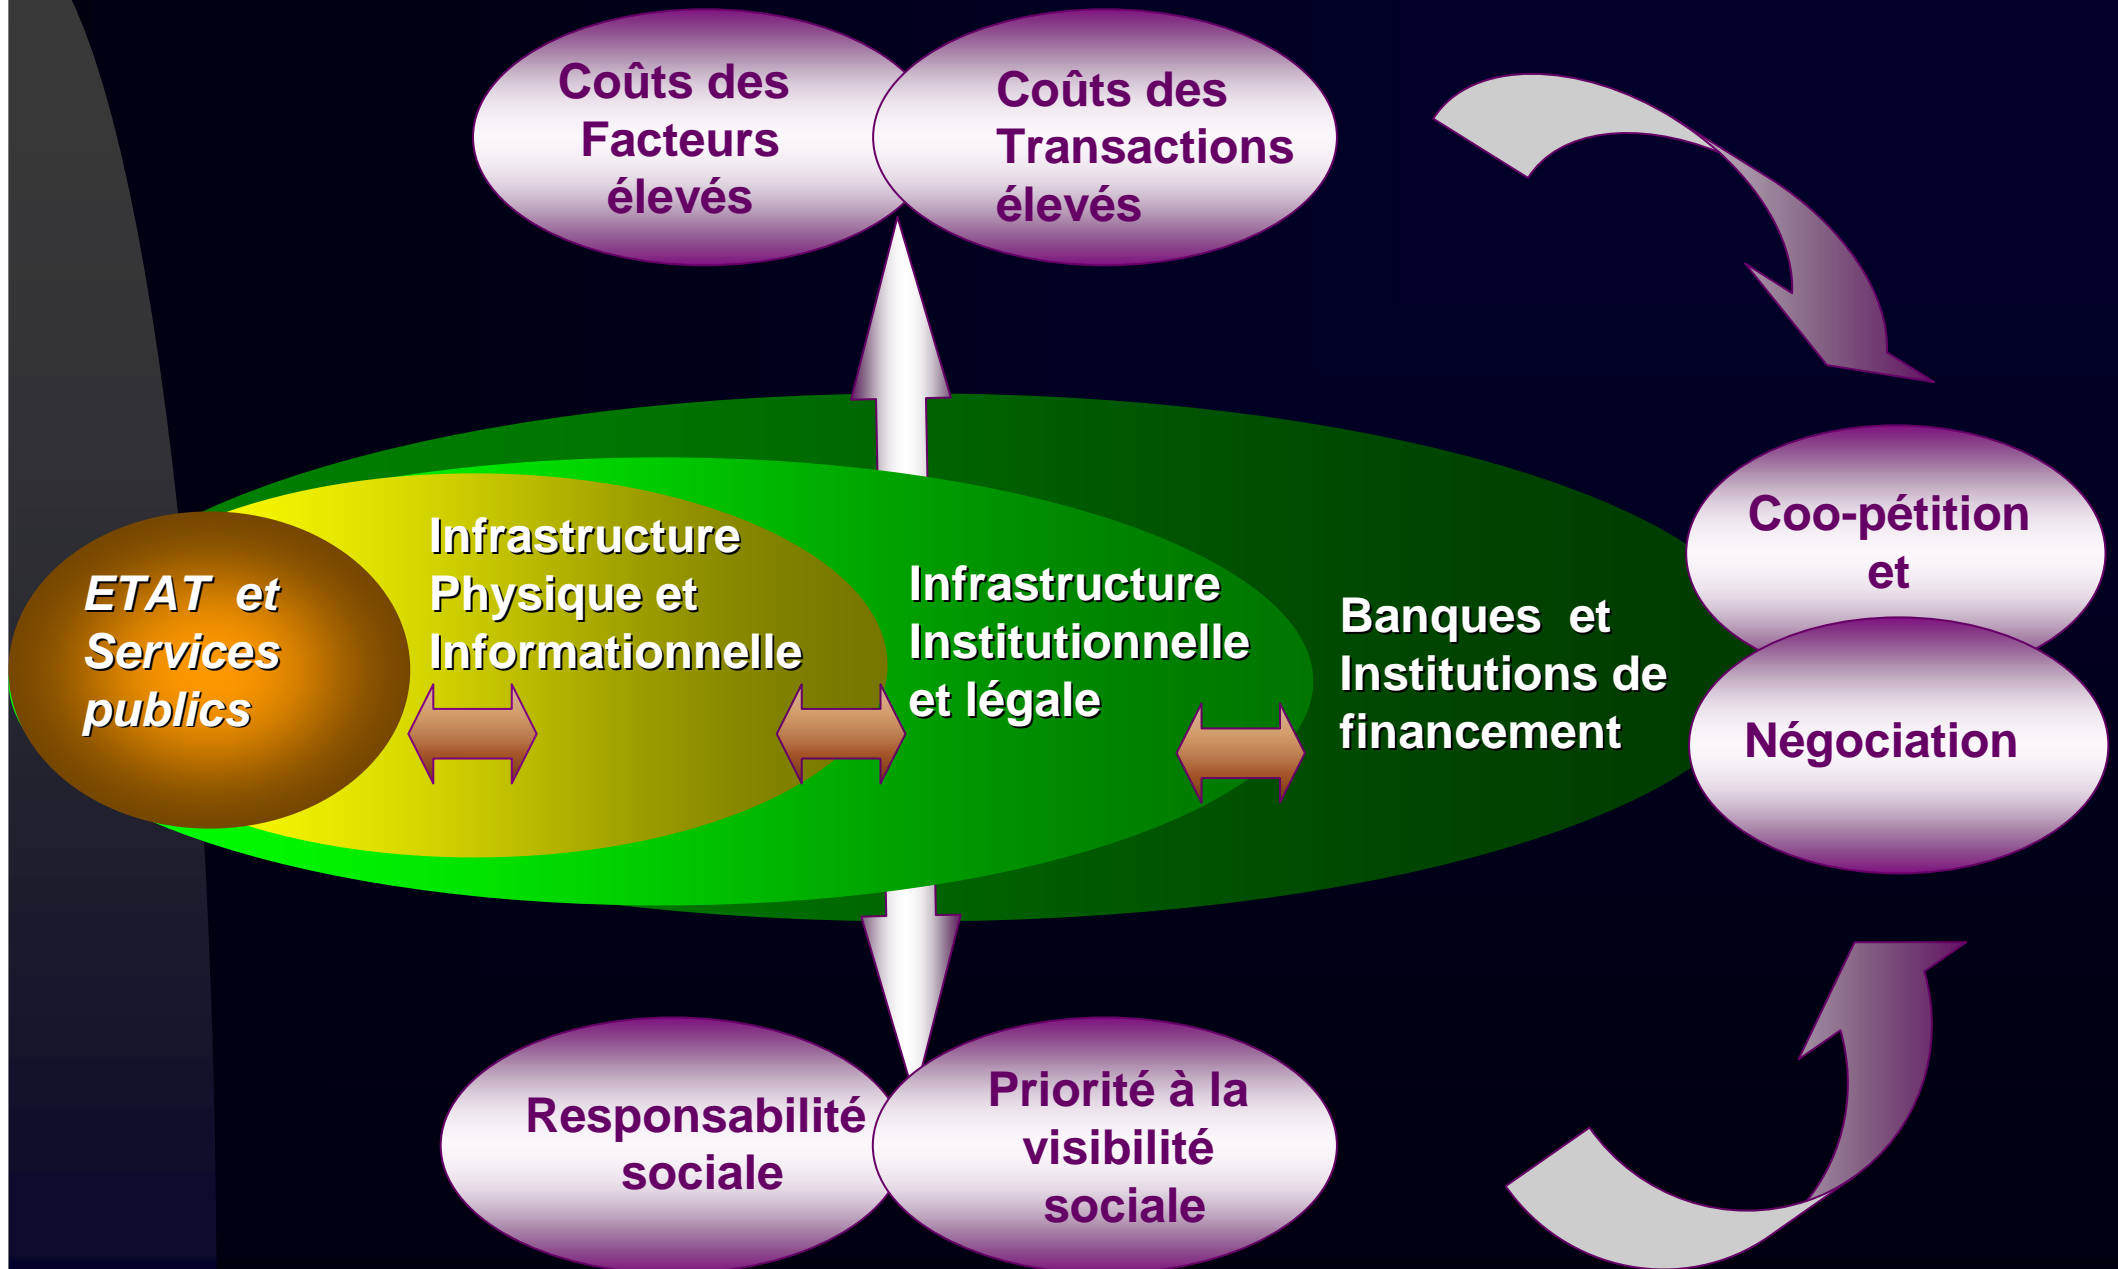 Coûts des
Facteurs
élevés
Coûts des
Transactions
élevés
ETAT et
Services
publics
Infrastructure
Physique et
Informationnelle
Infrastructure
Institutionnelle
et légale
Banques et
Institutions de
financement
Coo-pétition
et
Négociation
Responsabilité
sociale
Priorité à la
visibilité
sociale